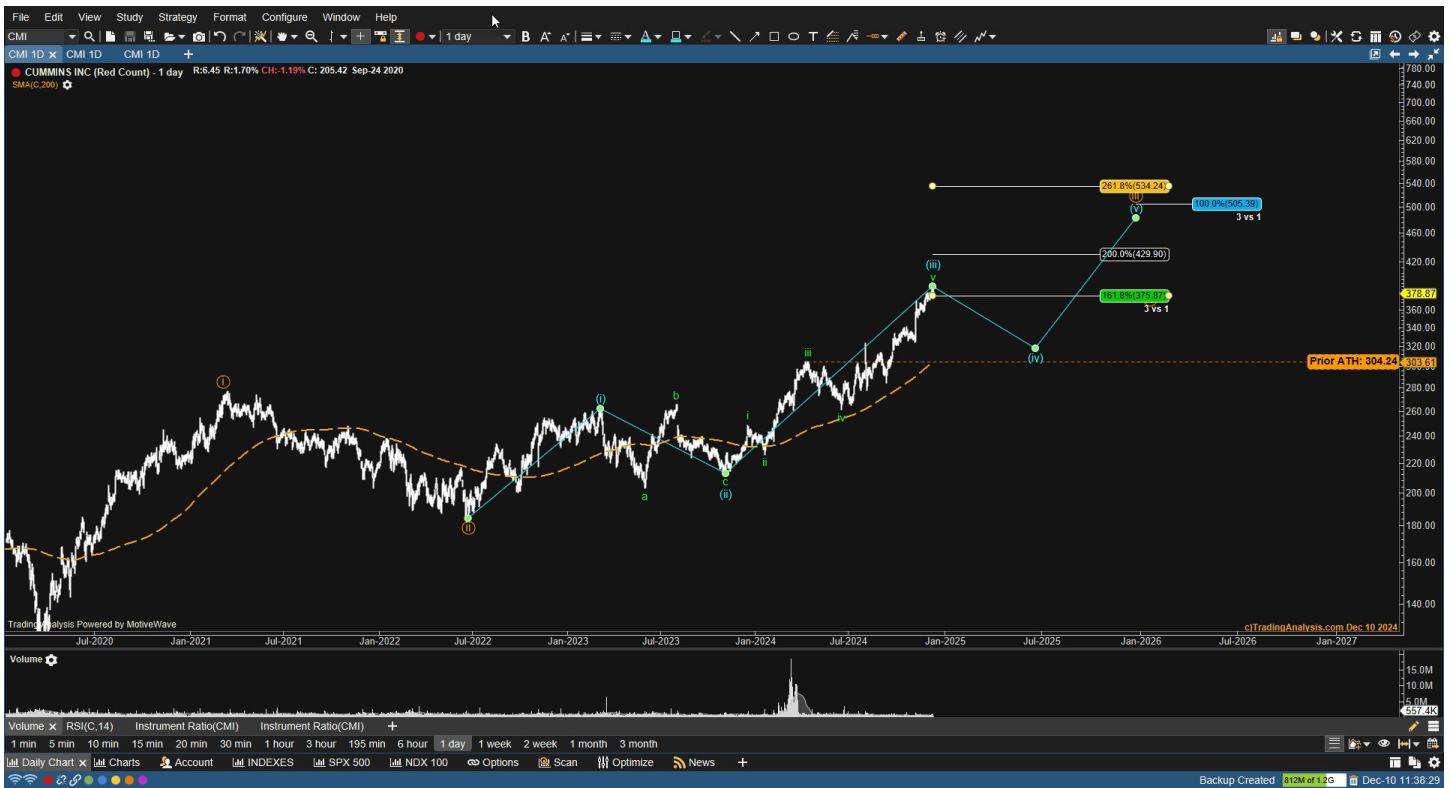 File Edit View Study Strategy Format Configure Window Help
CMI 1 day B A A T
CMI 1D CMI 1D CMI 1D +
CUMMINS INC (Red Count) - 1 day R:6.45 R:1.70% CH:-1.19% C: 205.42 Sep-24 2020
SMA(C,200)
780.00
740.00
700.00
660.00
620.00
580.00
540.00
500.00
460.00
420.00
378.87
360.00
340.00
320.00
303.61
280.00
260.00
240.00
220.00
200.00
180.00
160.00
140.00
261.8%(534.24)
III
(v)
100.0%(505.39)
3 vs 1
200.0%(429.90)
(iii)
v
161.8%(375.87)
3 vs 1
iii
(iv)
Prior ATH: 304.24
I
(i)
b
i
iv
ii
a
c
(ii)
II
TradingAnalysis Powered by MotiveWave
c)TradingAnalysis.com Dec 10 2024
Jul-2020 Jan-2021 Jul-2021 Jan-2022 Jul-2022 Jan-2023 Jul-2023 Jan-2024 Jul-2024 Jan-2025 Jul-2025 Jan-2026 Jul-2026 Jan-2027
Volume
15.0M
10.0M
5.0M
557.4K
Volume RSI(C,14) Instrument Ratio(CMI) Instrument Ratio(CMI) +
1 min 5 min 10 min 15 min 20 min 30 min 1 hour 3 hour 195 min 6 hour 1 day 1 week 2 week 1 month 3 month
Daily Chart Charts Account INDEXES SPX 500 NDX 100 Options Scan Optimize News +
Backup Created 812M of 1.2G Dec-10 11:38:29